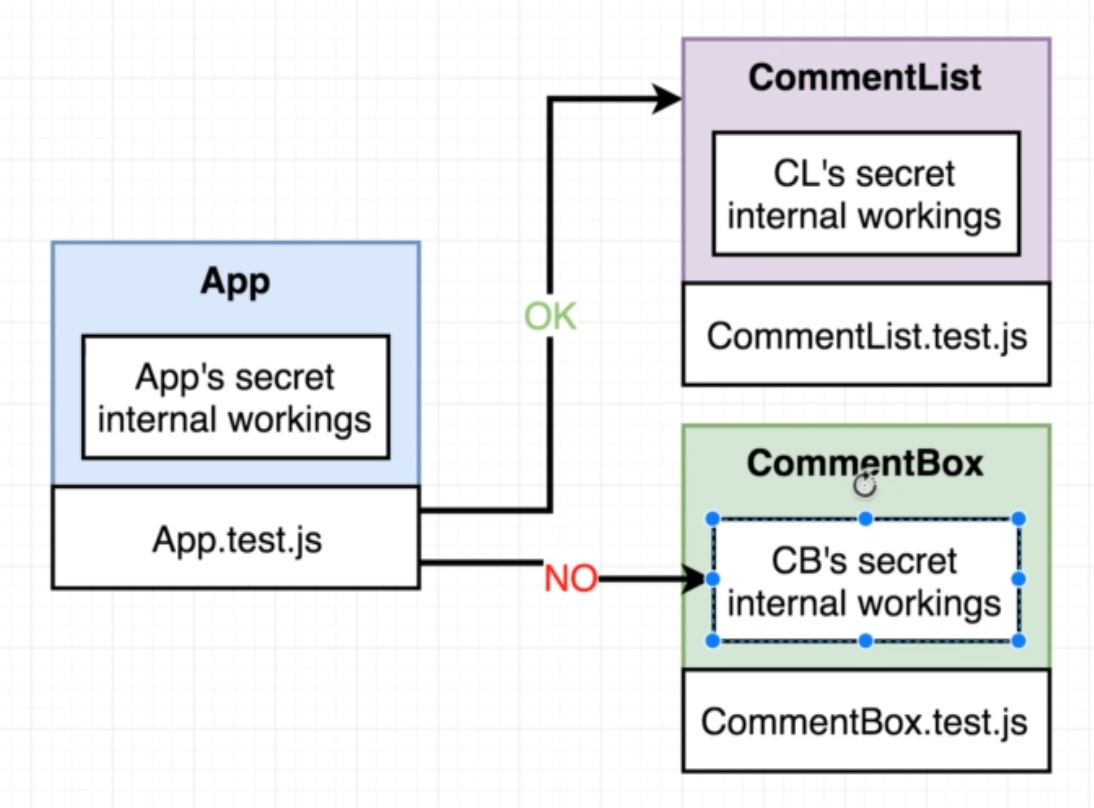 CommentList
CL's secret
internal workings
CommentList.test.js
OK
App
App's secret
internal workings
App.test.js
NO
CommentBox
CB's secret
internal workings
CommentBox.test.js